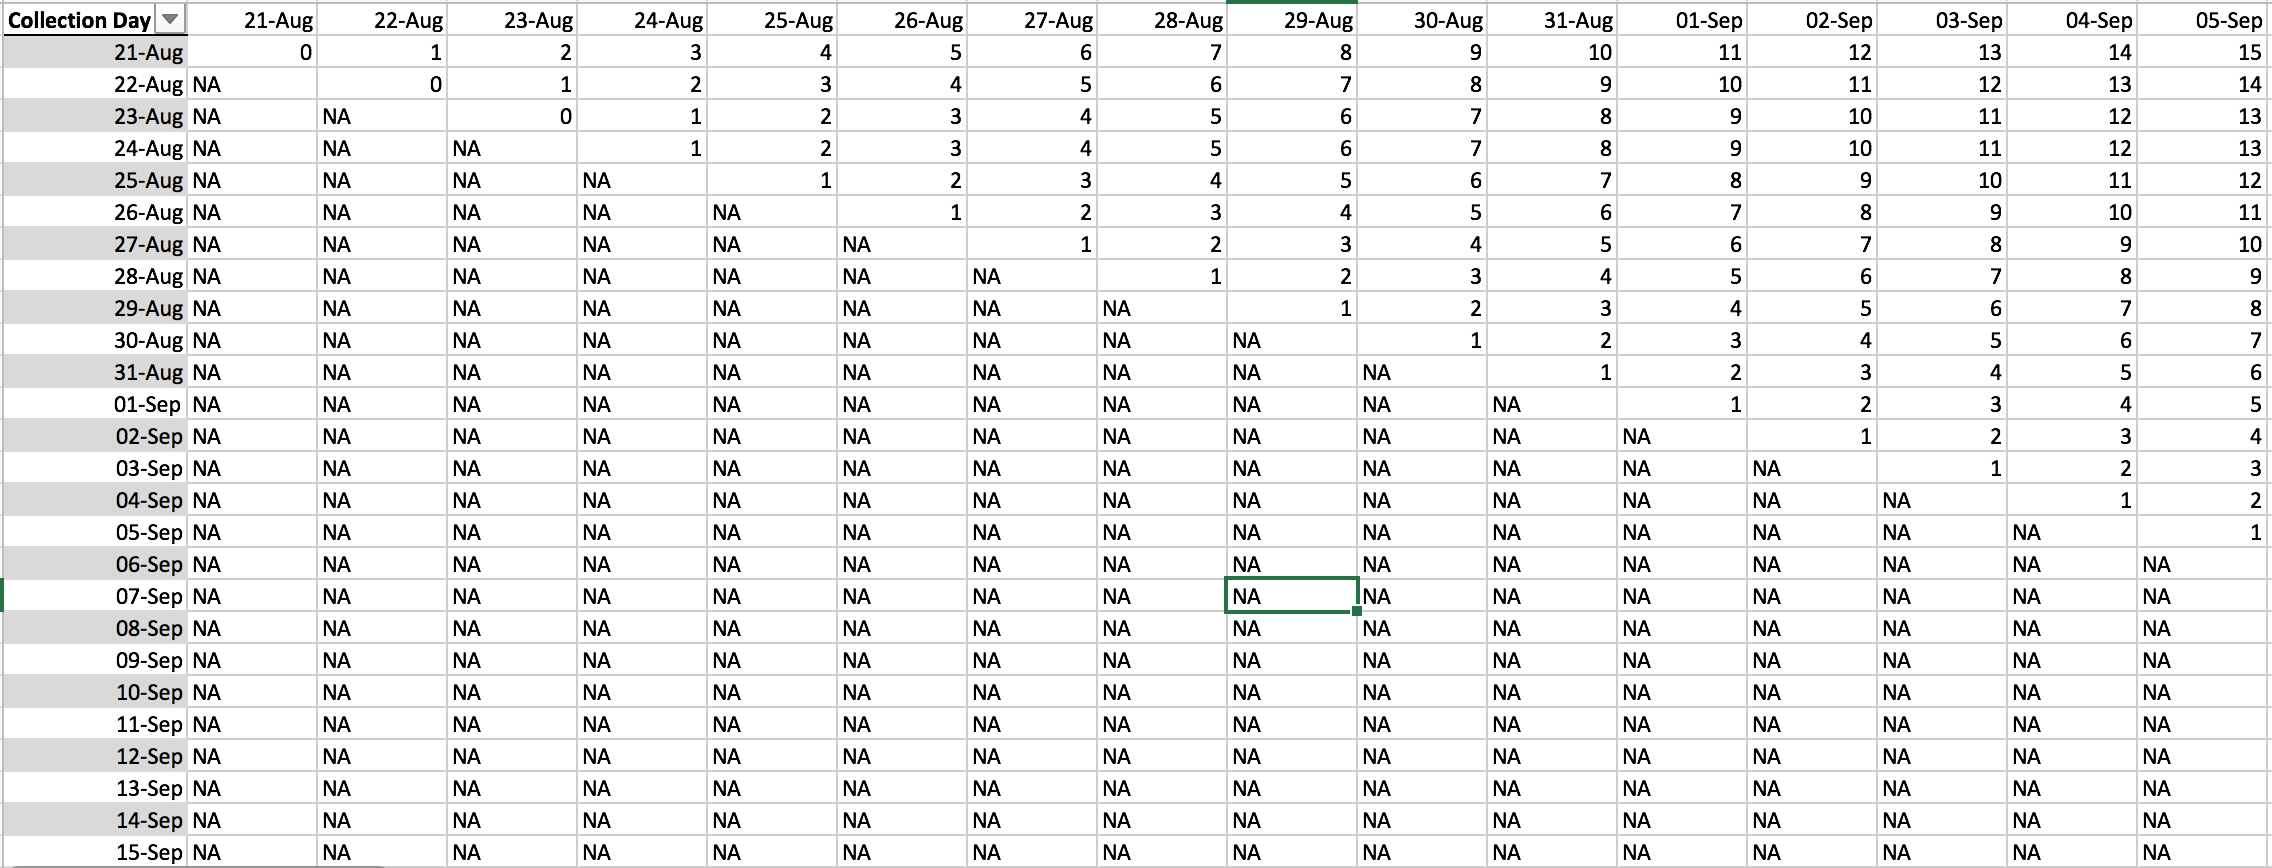 Collection Day 21-Aug 22-Aug 23-Aug 24-Aug 25-Aug 26-Aug 27-Aug 28-Aug 29-Aug 30-Aug 31-Aug 01-Sep 02-Sep 03-Sep 04-Sep 05-Sep
21-Aug 0 1 2 3 4 5 6 7 8 9 10 11 12 13 14 15
22-Aug NA 0 1 2 3 4 5 6 7 8 9 10 11 12 13 14
23-Aug NA NA 0 1 2 3 4 5 6 7 8 9 10 11 12 13
24-Aug NA NA NA 1 2 3 4 5 6 7 8 9 10 11 12 13
25-Aug NA NA NA NA 1 2 3 4 5 6 7 8 9 10 11 12
26-Aug NA NA NA NA NA 1 2 3 4 5 6 7 8 9 10 11
27-Aug NA NA NA NA NA NA 1 2 3 4 5 6 7 8 9 10
28-Aug NA NA NA NA NA NA NA 1 2 3 4 5 6 7 8 9
29-Aug NA NA NA NA NA NA NA NA 1 2 3 4 5 6 7 8
30-Aug NA NA NA NA NA NA NA NA NA 1 2 3 4 5 6 7
31-Aug NA NA NA NA NA NA NA NA NA NA 1 2 3 4 5 6
01-Sep NA NA NA NA NA NA NA NA NA NA NA 1 2 3 4 5
02-Sep NA NA NA NA NA NA NA NA NA NA NA NA 1 2 3 4
03-Sep NA NA NA NA NA NA NA NA NA NA NA NA NA 1 2 3
04-Sep NA NA NA NA NA NA NA NA NA NA NA NA NA NA 1 2
05-Sep NA NA NA NA NA NA NA NA NA NA NA NA NA NA NA 1
06-Sep NA NA NA NA NA NA NA NA NA NA NA NA NA NA NA NA
07-Sep NA NA NA NA NA NA NA NA NA NA NA NA NA NA NA NA
08-Sep NA NA NA NA NA NA NA NA NA NA NA NA NA NA NA NA
09-Sep NA NA NA NA NA NA NA NA NA NA NA NA NA NA NA NA
10-Sep NA NA NA NA NA NA NA NA NA NA NA NA NA NA NA NA
11-Sep NA NA NA NA NA NA NA NA NA NA NA NA NA NA NA NA
12-Sep NA NA NA NA NA NA NA NA NA NA NA NA NA NA NA NA
13-Sep NA NA NA NA NA NA NA NA NA NA NA NA NA NA NA NA
14-Sep NA NA NA NA NA NA NA NA NA NA NA NA NA NA NA NA
15-Sep NA NA NA NA NA NA NA NA NA NA NA NA NA NA NA NA